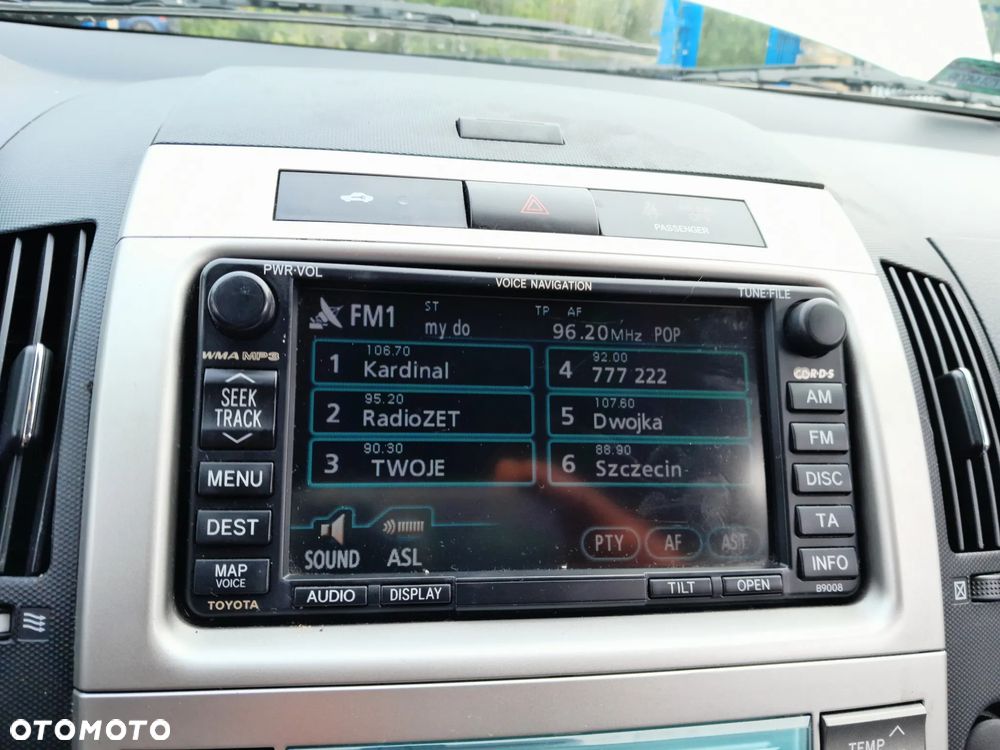 PASSENGER
PWR·VOL
VOICE NAVIGATION
TUNE·FILE
WMA MP3
SEEK
TRACK
MENU
DEST
MAP
VOICE
TOYOTA
FM1
ST
my do
TP AF
96.20MHz POP
1 106.70
Kardinal
2 95.20
RadioZET
3 90.30
TWOJE
4 92.00
777 222
5 107.60
Dwojka
6 88.90
Szczecin
SOUND
ASL
PTY
AF
AST
R·D·S
AM
FM
DISC
TA
INFO
B9008
AUDIO
DISPLAY
TILT
OPEN
TEMP
OTOMOTO